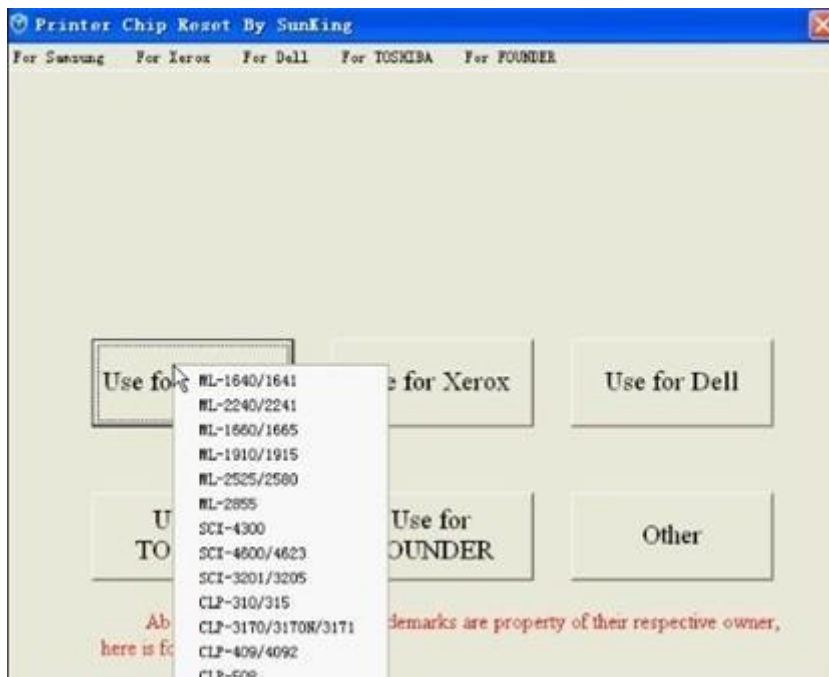 Printer Chip Reset By SunKing
For Samsung For Xerox For Dell For TOSHIBA For FOUNDER
Use fo
e for Xerox
Use for Dell
ML-1640/1641
ML-2240/2241
ML-1660/1665
ML-1910/1915
ML-2525/2580
ML-2855
SCX-4300
SCX-4600/4623
SCX-3201/3205
CLP-310/315
CLP-3170/3170N/3171
CLP-409/4092
CLP-508
U
TO
Use for
OUNDER
Other
Ab
demarks are property of their respective owner,
here is fo